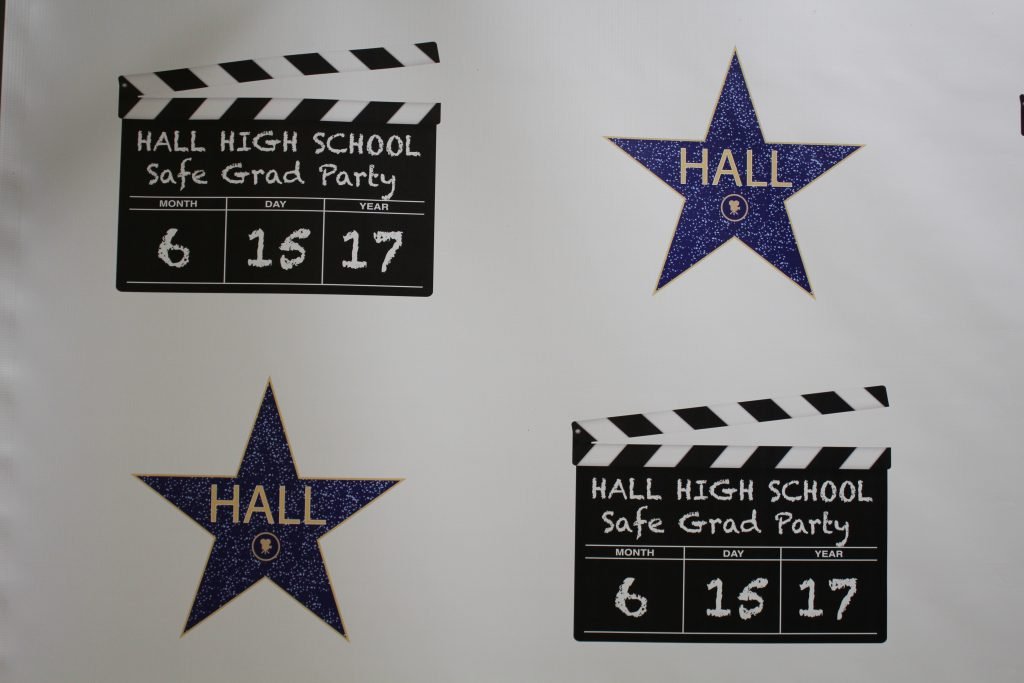 HALL HIGH SCHOOL
Safe Grad Party
MONTH DAY YEAR
6 15 17
HALL
HALL
HALL HIGH SCHOOL
Safe Grad Party
MONTH DAY YEAR
6 15 17